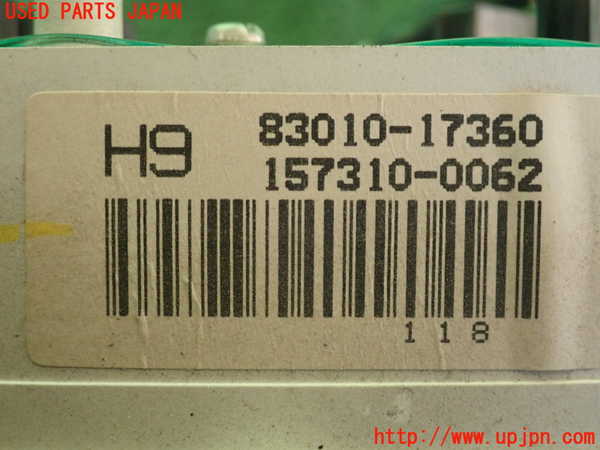 USED PARTS JAPAN
H9
83010-17360
157310-0062
118
http://www.upjpn.com/